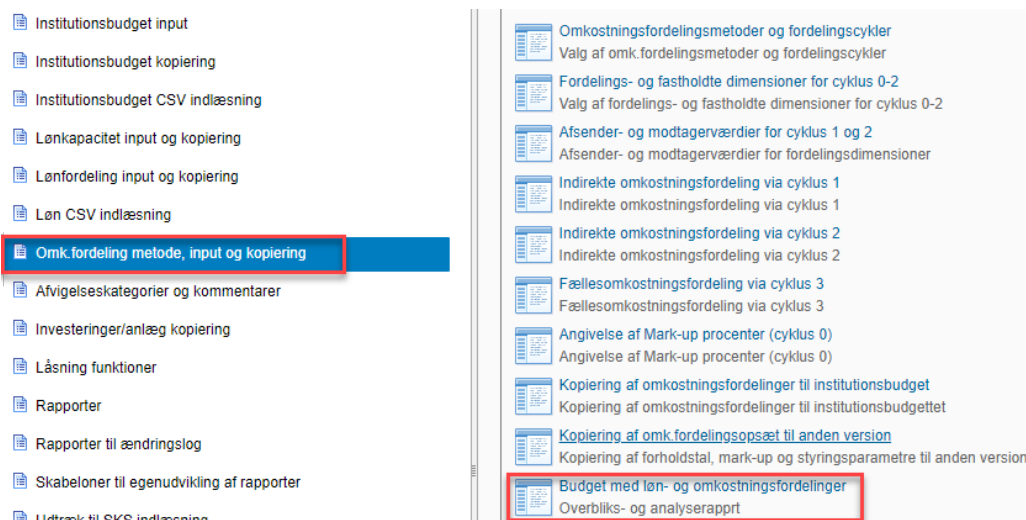 Institutionsbudget input
Institutionsbudget kopiering
Institutionsbudget CSV indlæsning
Lønkapacitet input og kopiering
Lønfordeling input og kopiering
Løn CSV indlæsning
Omk.fordeling metode, input og kopiering
Afvigelseskategorier og kommentarer
Investeringer/anlæg kopiering
Låsning funktioner
Rapporter
Rapporter til ændringslog
Skabeloner til egenudvikling af rapporter
Udtræk til SKS indlæsning
Omkostningsfordelingsmetoder og fordelingscykler
Valg af omk.fordelingsmetoder og fordelingscykler
Fordelings- og fastholdte dimensioner for cyklus 0-2
Valg af fordelings- og fastholdte dimensioner for cyklus 0-2
Afsender- og modtagerværdier for cyklus 1 og 2
Afsender- og modtagerværdier for fordelingsdimensioner
Indirekte omkostningsfordeling via cyklus 1
Indirekte omkostningsfordeling via cyklus 1
Indirekte omkostningsfordeling via cyklus 2
Indirekte omkostningsfordeling via cyklus 2
Fællesomkostningsfordeling via cyklus 3
Fællesomkostningsfordeling via cyklus 3
Angivelse af Mark-up procenter (cyklus 0)
Angivelse af Mark-up procenter (cyklus 0)
Kopiering af omkostningsfordelinger til institutionsbudget
Kopiering af omkostningsfordelinger til institutionsbudgettet
Kopiering af omk.fordelingsopsæt til anden version
Kopiering af forholdstal, mark-up og styringsparametre til anden version
Budget med løn- og omkostningsfordelinger
Overbliks- og analyserapprt